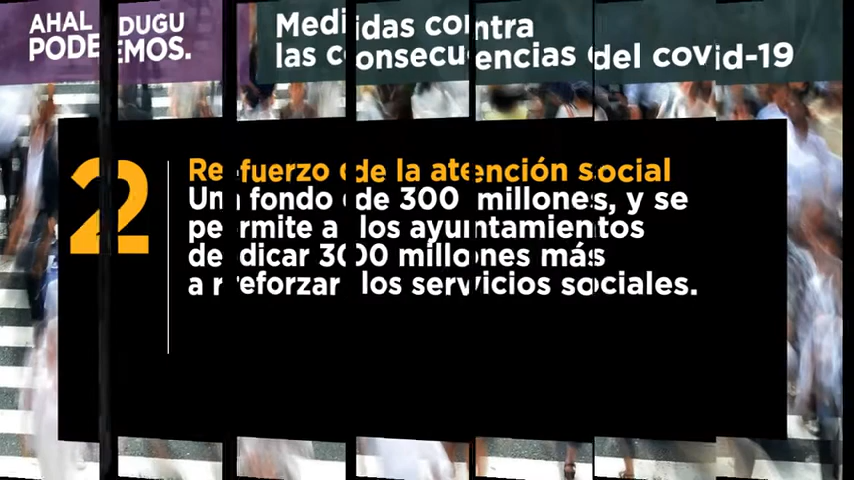 AHAL DUGU
PODEMOS.
Medidas contra
las consecuencias del covid-19
2
Refuerzo de la atención social
Un fondo de 300 millones, y se
permite a los ayuntamientos
dedicar 300 millones más
a reforzar los servicios sociales.